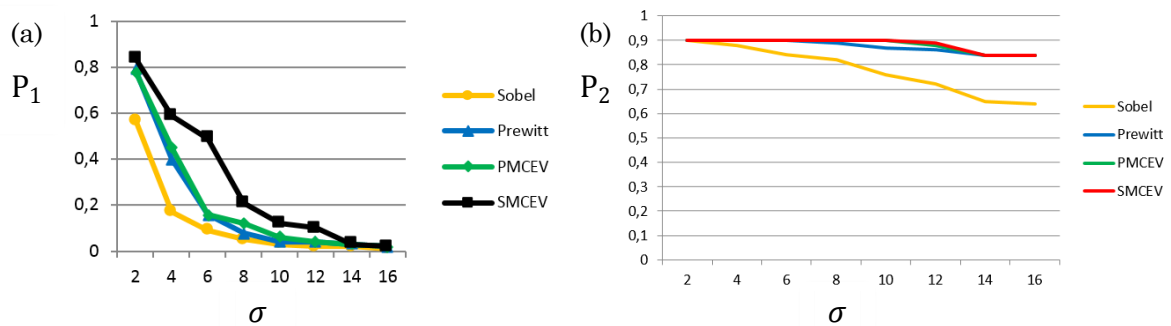 (a)
P₁
1
0,8
0,6
0,4
0,2
0
2 4 6 8 10 12 14 16
σ
Sobel
Prewitt
PMCEV
SMCEV
(b)
P₂
1
0,9
0,8
0,7
0,6
0,5
0,4
0,3
0,2
0,1
0
2 4 6 8 10 12 14 16
σ
Sobel
Prewitt
PMCEV
SMCEV